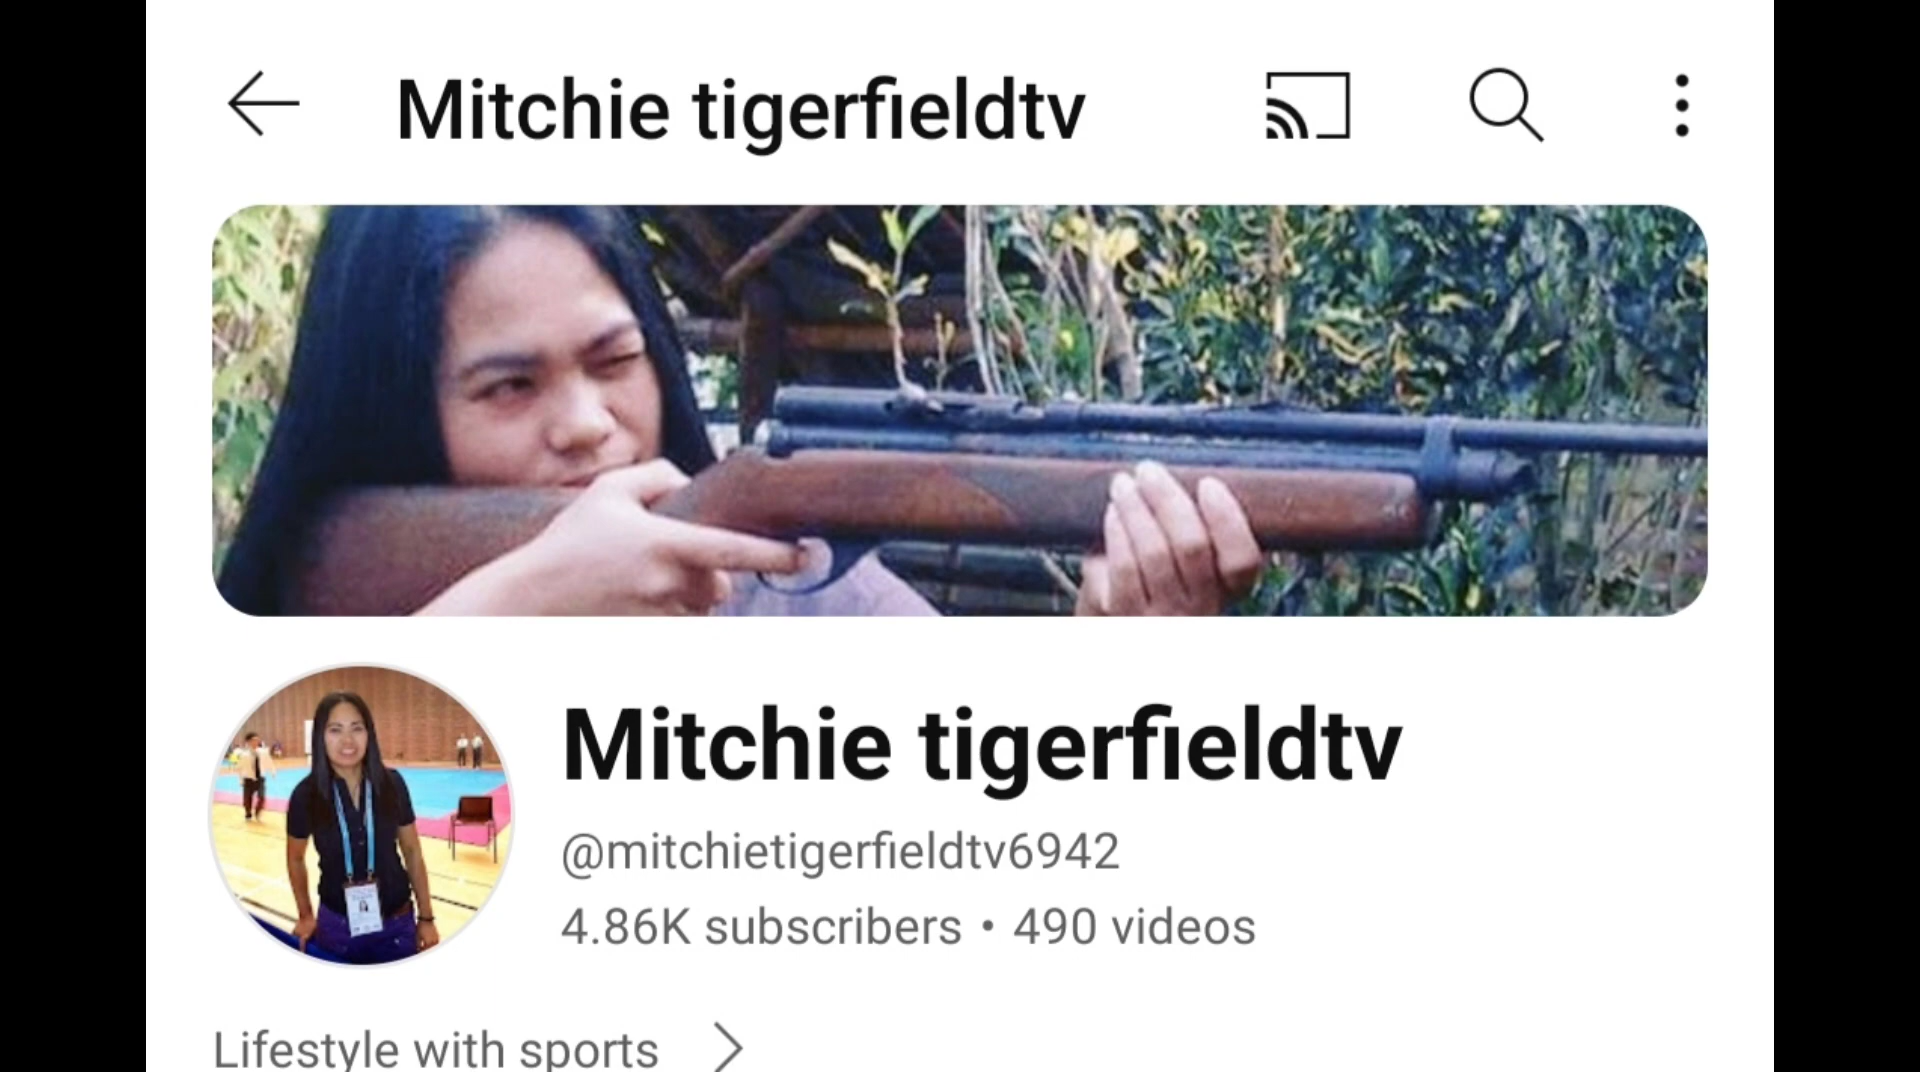 Mitchie tigerfieldtv
Mitchie tigerfieldtv
@mitchietigerfieldtv6942
4.86K subscribers • 490 videos
Lifestyle with sports